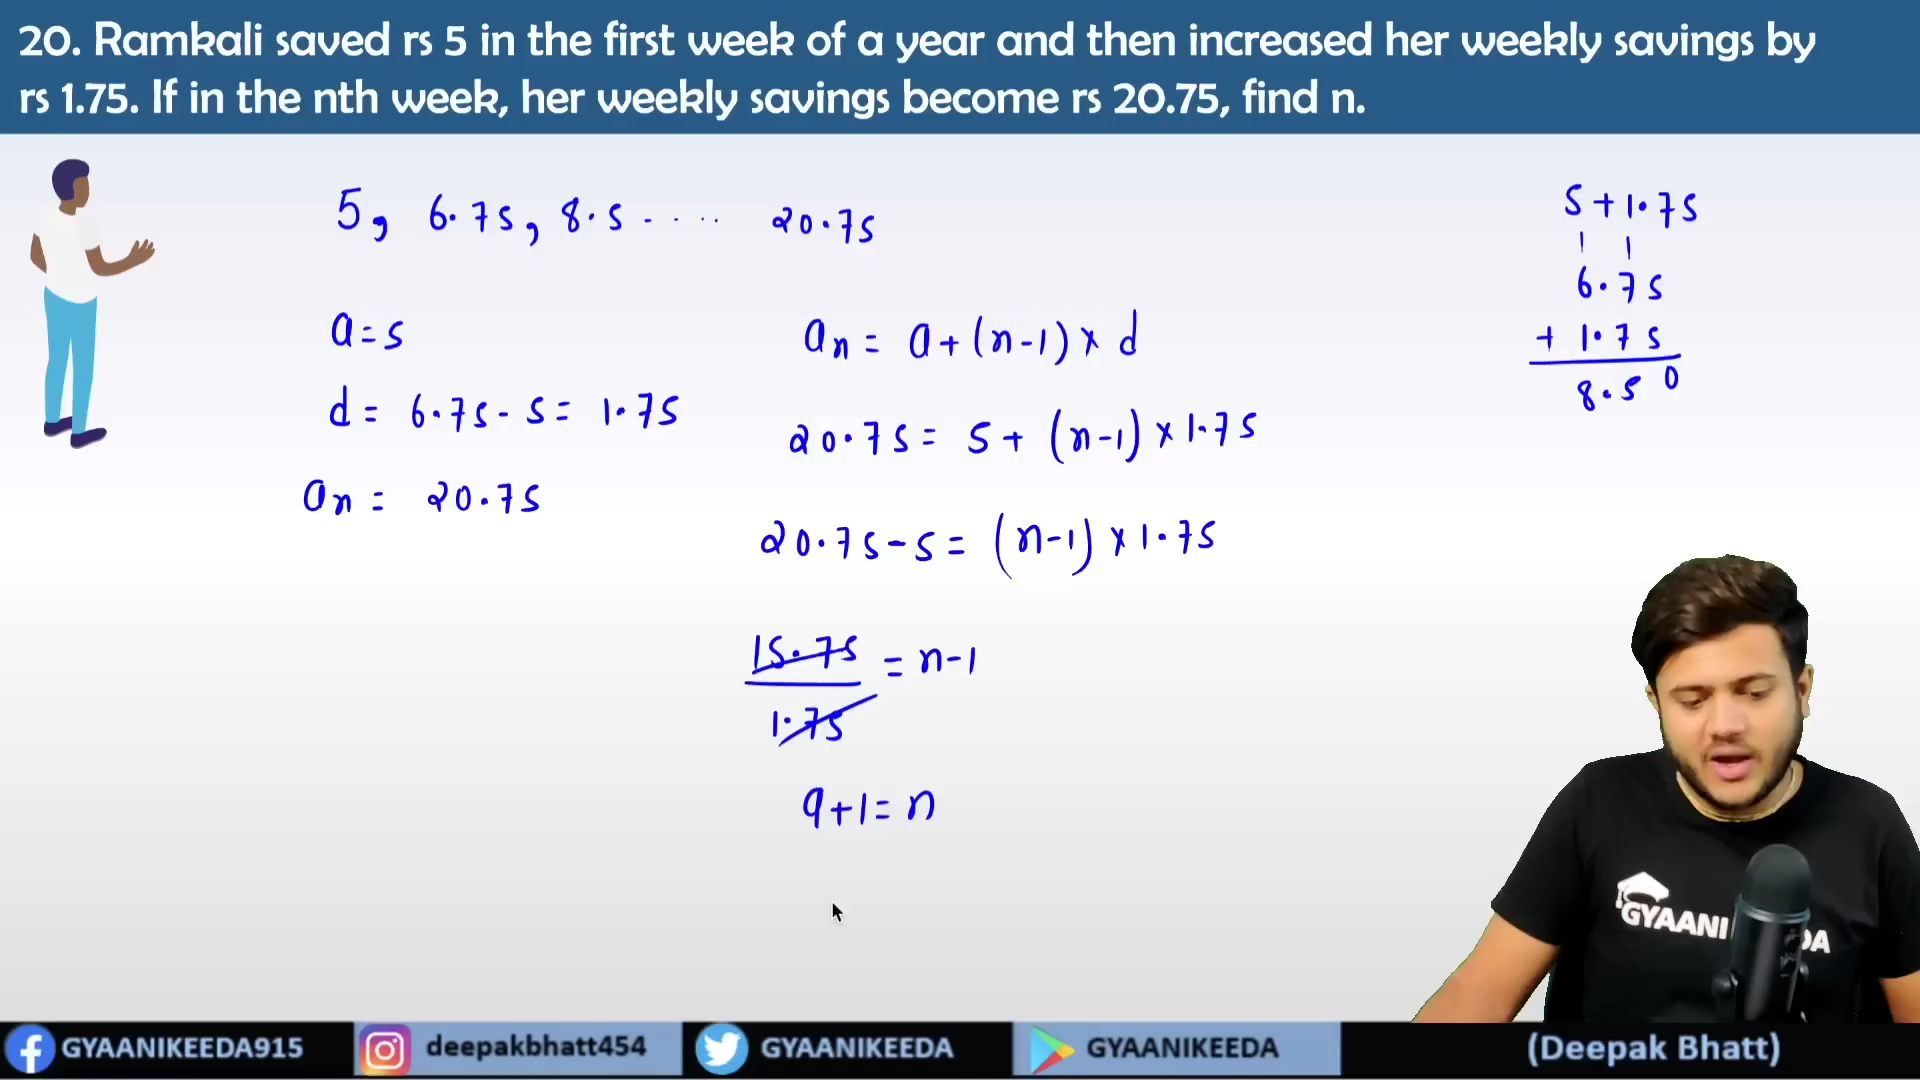 20. Ramkali saved rs 5 in the first week of a year and then increased her weekly savings by
rs 1.75. If in the nth week, her weekly savings become rs 20.75, find n.
5, 6.75, 8.5 ..... 20.75
a=5
d= 6.75-5= 1.75
an= 20.75
an= a+(n-1)× d
20.75= 5+ (n-1)×1.75
20.75-5= (n-1)×1.75
15.75
1.75
= n-1
9+1= n
5+1.75
6.75
+ 1.75
8.50
GYAANI
DA
GYAANIKEEDA915
deepakbhatt454
GYAANIKEEDA
GYAANIKEEDA
(Deepak Bhatt)